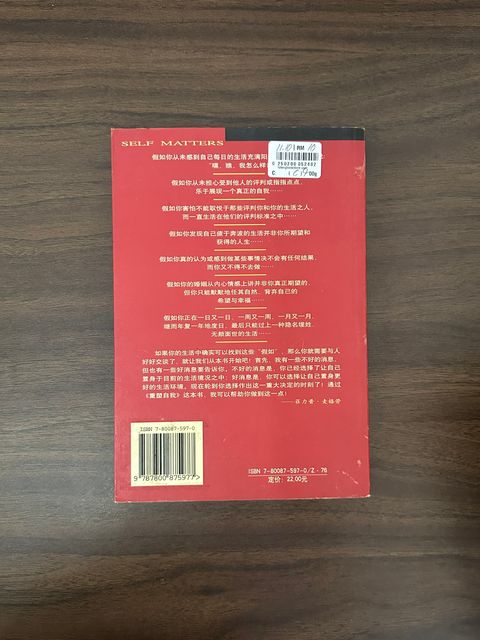 SELF MATTERS
11.10 RM 10
假如你从未感到自己每日的生活充满阳
"嘿，瞧，我怎么样
假如你从未担心受到他人的评判或指指点点，
乐于展现一个真正的自我……
假如你害怕不能取悦于那些评判你和你的生活之人，
而一直生活在他们的评判标准之中……
假如你发现自己疲于奔波的生活并非你所期望和
获得的人生……
假如你真的认为或感到做某些事情决不会有任何结果，
而你又不得不去做……
假如你的婚姻从内心情感上讲并非你真正期望的，
但你只能默默地任其自然，背弃自己的
希望与幸福……
假如你正在一日又一日，一周又一周，一月又一月，
继而年复一年地度日，最后只能过上一种隐名埋姓、
无颜面世的生活……
如果你的生活中确实可以找到这些“假如”，那么你就需要与人
好好交谈了，就让我们从本书开始吧！首先，我有一些不好的消息，
但也有一些好消息要告诉你，不好的消息是，你已经选择了让自己
置身于目前的生活情况之中；好消息是，你可以选择让自己置身更
好的生活环境。现在轮到你选择作出这一重大决定的时刻了！通过
《重塑自我》这本书，我可以帮助你做到这一点！
——菲力普·麦格劳
ISBN 7-80087-597-0
9 787800 875977>
ISBN 7-80087-597-0/Z·76
定价：22.00元